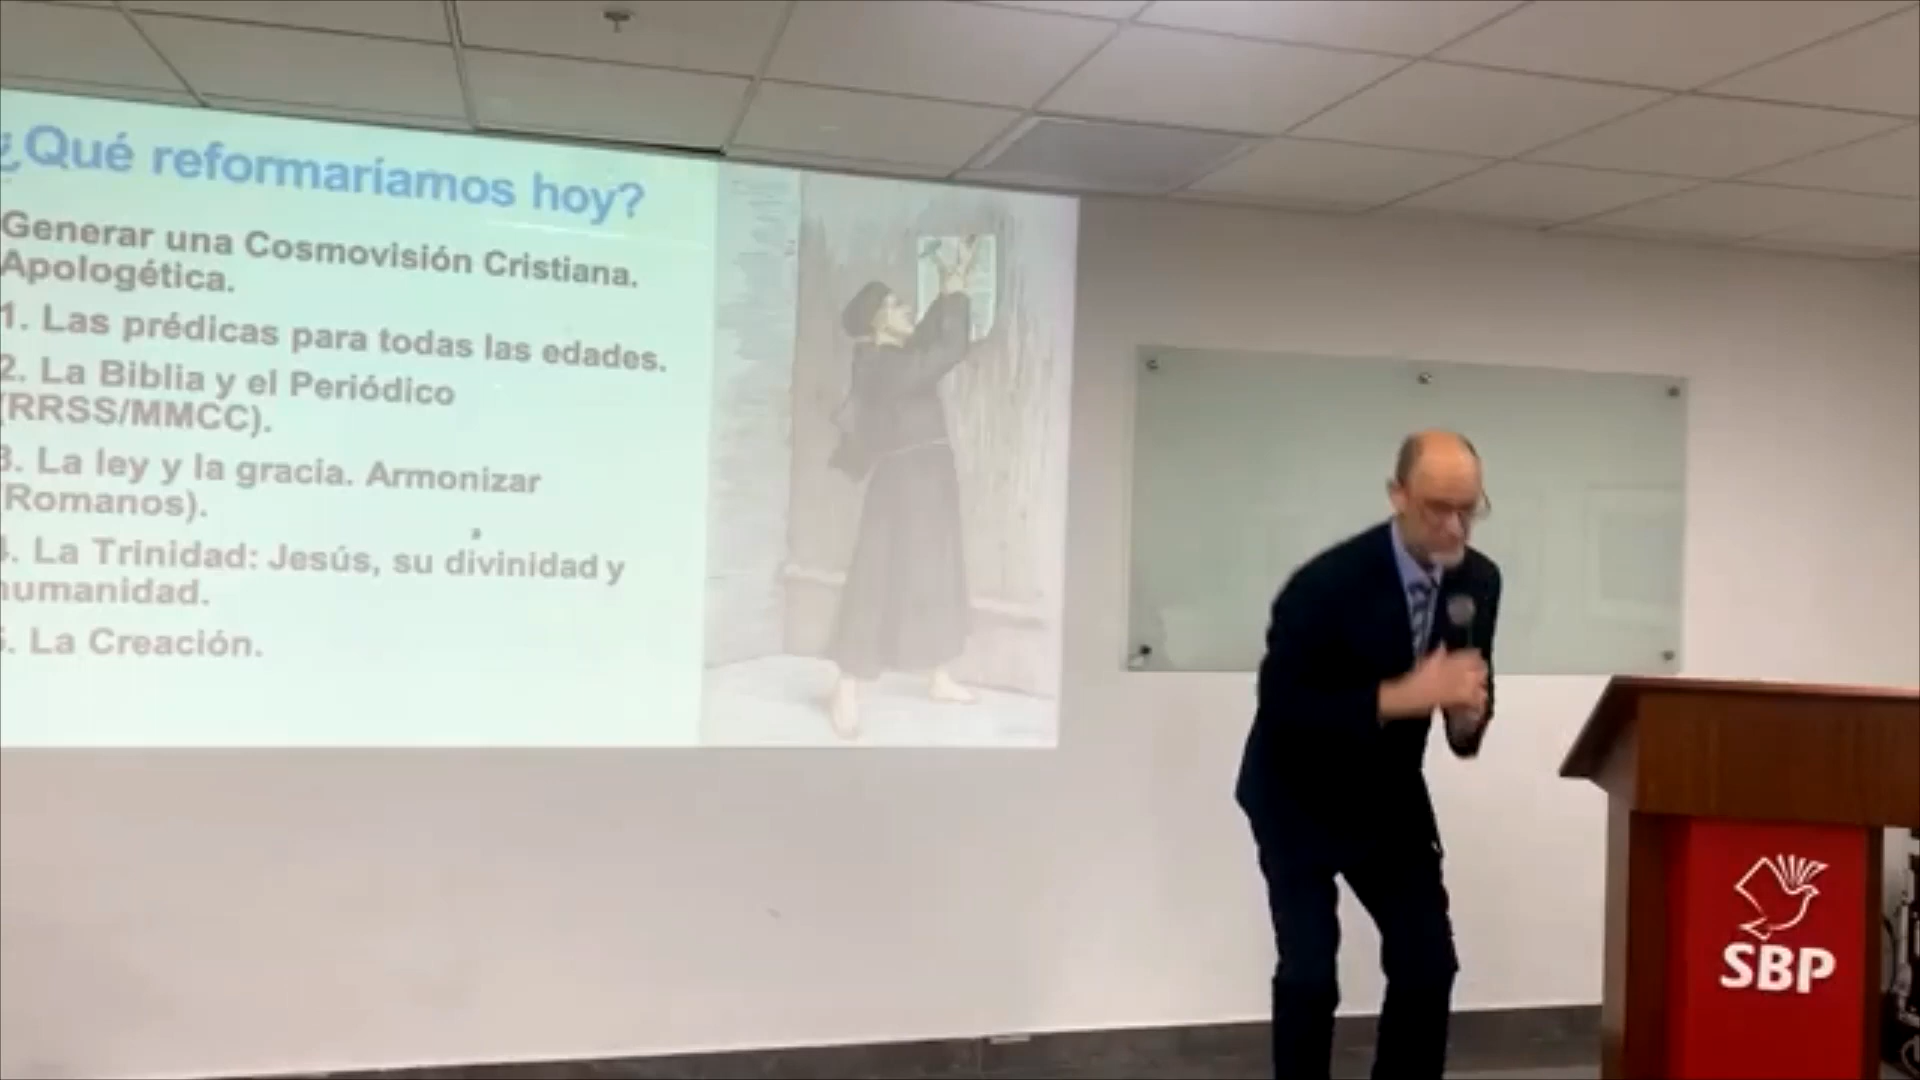 ¿Qué reformaríamos hoy?
Generar una Cosmovisión Cristiana.
Apologética.
1. Las prédicas para todas las edades.
2. La Biblia y el Periódico
(RRSS/MMCC).
3. La ley y la gracia. Armonizar
(Romanos).
4. La Trinidad: Jesús, su divinidad y
humanidad.
5. La Creación.
SBP